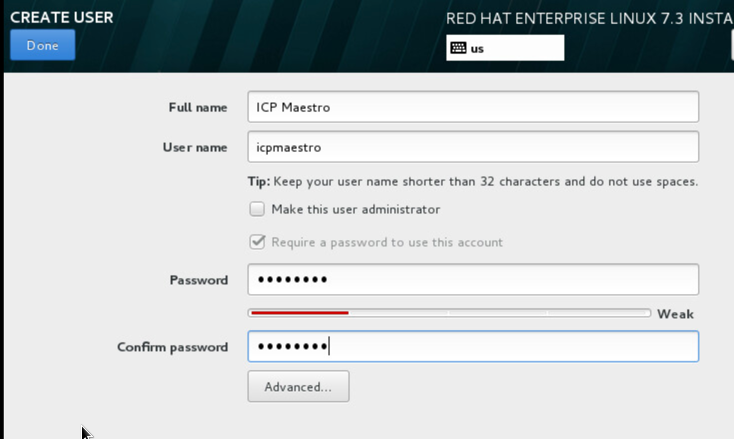 CREATE USER
RED HAT ENTERPRISE LINUX 7.3 INSTA
Done
us
Full name
ICP Maestro
User name
icpmaestro
Tip: Keep your user name shorter than 32 characters and do not use spaces.
Make this user administrator
Require a password to use this account
Password
••••••••
Weak
Confirm password
••••••••
Advanced...